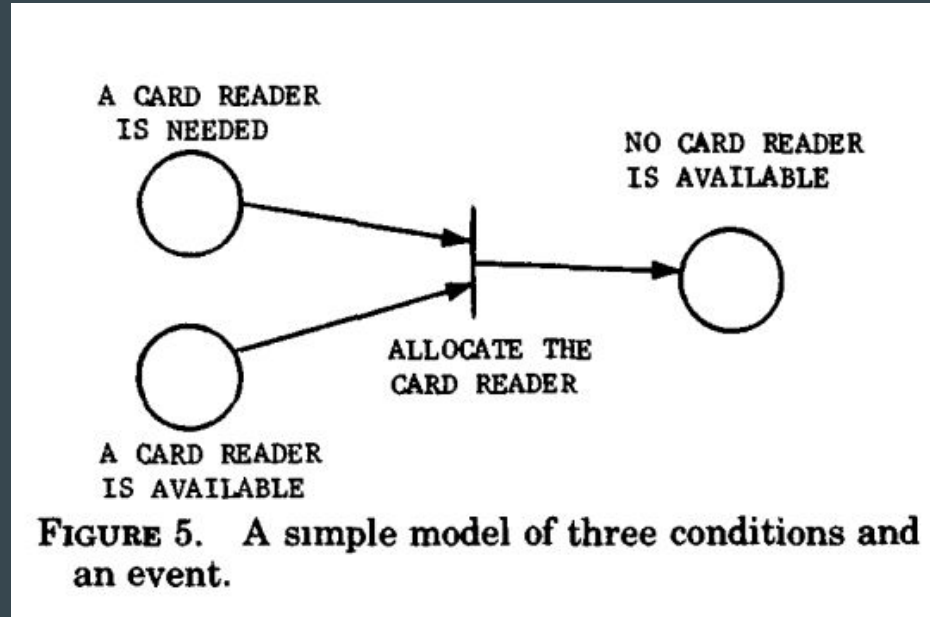 A CARD READER
IS NEEDED
NO CARD READER
IS AVAILABLE
ALLOCATE THE
CARD READER
A CARD READER
IS AVAILABLE
FIGURE 5. A simple model of three conditions and
an event.